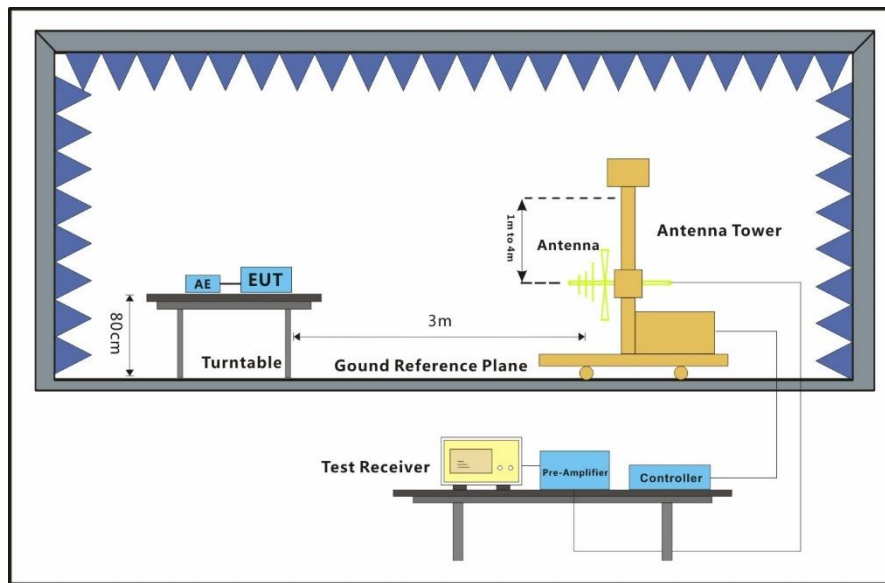 1m to 4m
Antenna
Antenna Tower
AE
EUT
80cm
3m
Turntable
Gound Reference Plane
Test Receiver
Pre-Amplifier
Controller